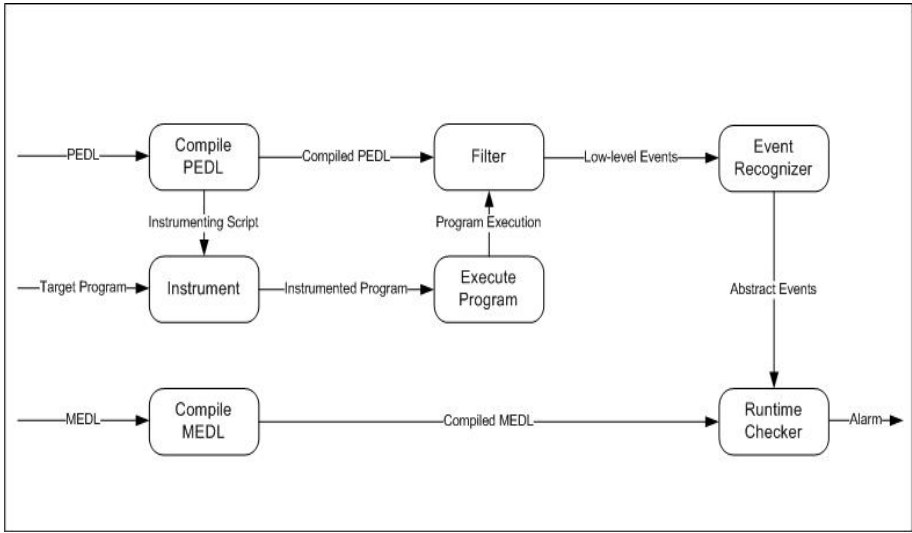 PEDL
Compile
PEDL
Compiled PEDL
Filter
Low-level Events
Event
Recognizer
Instrumenting Script
Program Execution
Target Program
Instrument
Instrumented Program
Execute
Program
Abstract Events
MEDL
Compile
MEDL
Compiled MEDL
Runtime
Checker
Alarm